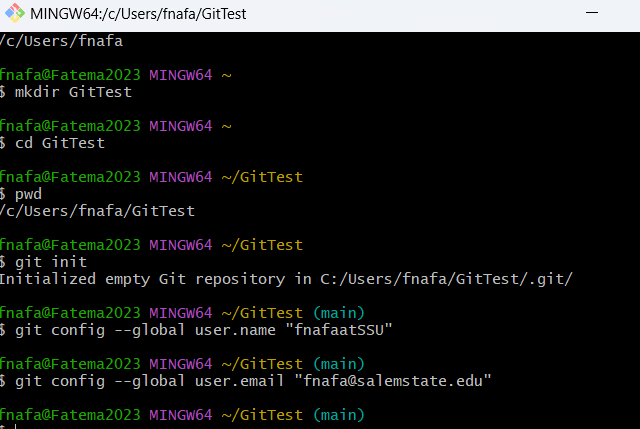 MINGW64:/c/Users/fnafa/GitTest
/c/Users/fnafa
fnafa@Fatema2023 MINGW64 ~
$ mkdir GitTest
fnafa@Fatema2023 MINGW64 ~
$ cd GitTest
fnafa@Fatema2023 MINGW64 ~/GitTest
$ pwd
/c/Users/fnafa/GitTest
fnafa@Fatema2023 MINGW64 ~/GitTest
$ git init
Initialized empty Git repository in C:/Users/fnafa/GitTest/.git/
fnafa@Fatema2023 MINGW64 ~/GitTest (main)
$ git config --global user.name "fnafaatSSU"
fnafa@Fatema2023 MINGW64 ~/GitTest (main)
$ git config --global user.email "fnafa@salemstate.edu"
fnafa@Fatema2023 MINGW64 ~/GitTest (main)
$